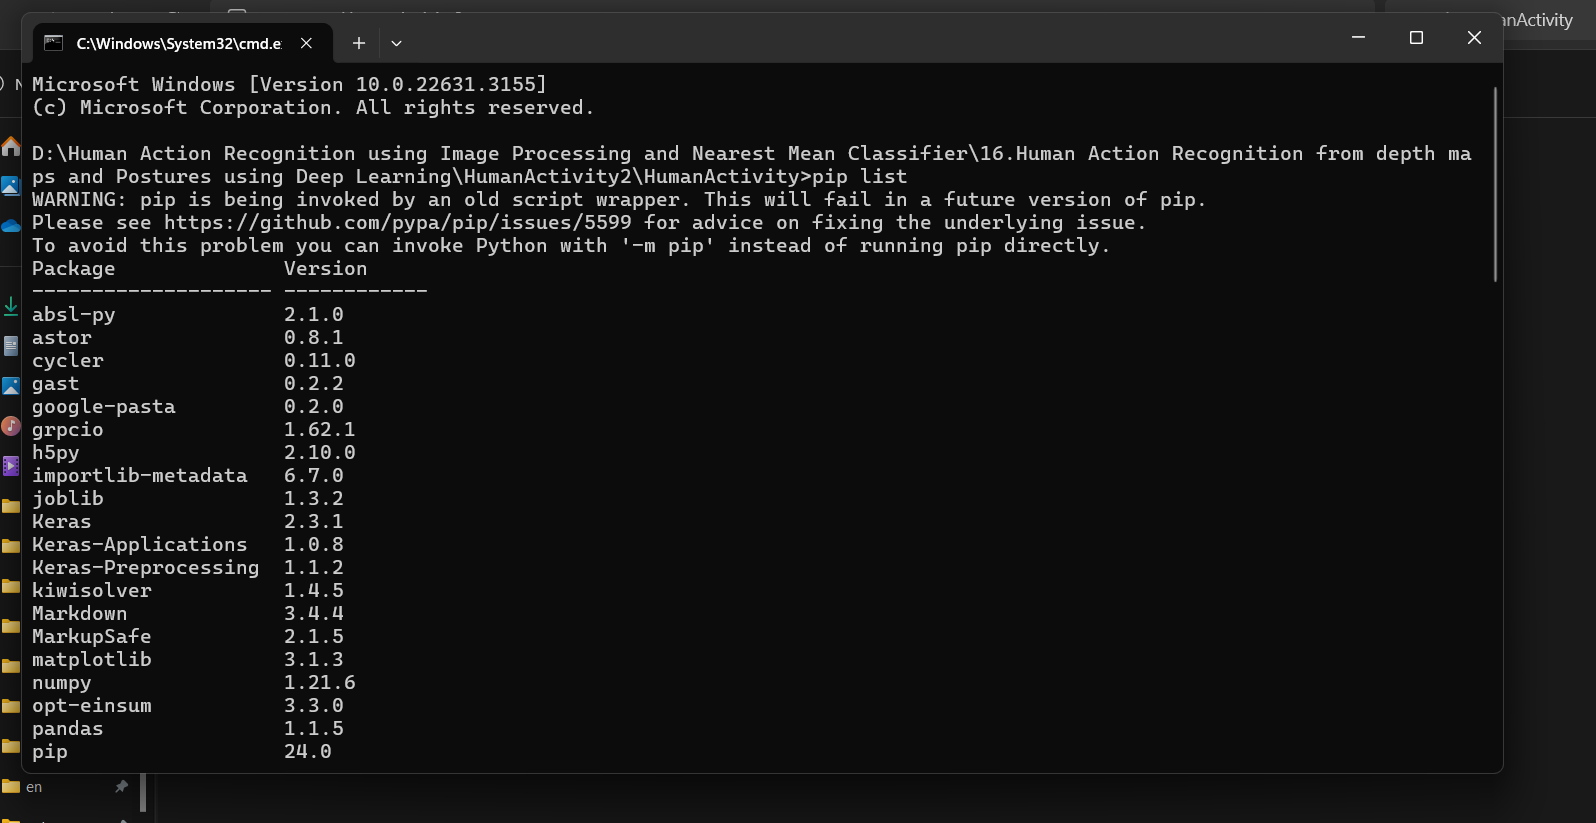 nActivity
C:\Windows\System32\cmd.e
Microsoft Windows [Version 10.0.22631.3155]
(c) Microsoft Corporation. All rights reserved.
D:\Human Action Recognition using Image Processing and Nearest Mean Classifier\16.Human Action Recognition from depth ma
ps and Postures using Deep Learning\HumanActivity2\HumanActivity>pip list
WARNING: pip is being invoked by an old script wrapper. This will fail in a future version of pip.
Please see https://github.com/pypa/pip/issues/5599 for advice on fixing the underlying issue.
To avoid this problem you can invoke Python with '-m pip' instead of running pip directly.
Package Version
-------------------- ------------
absl-py 2.1.0
astor 0.8.1
cycler 0.11.0
gast 0.2.2
google-pasta 0.2.0
grpcio 1.62.1
h5py 2.10.0
importlib-metadata 6.7.0
joblib 1.3.2
Keras 2.3.1
Keras-Applications 1.0.8
Keras-Preprocessing 1.1.2
kiwisolver 1.4.5
Markdown 3.4.4
MarkupSafe 2.1.5
matplotlib 3.1.3
numpy 1.21.6
opt-einsum 3.3.0
pandas 1.1.5
pip 24.0
en